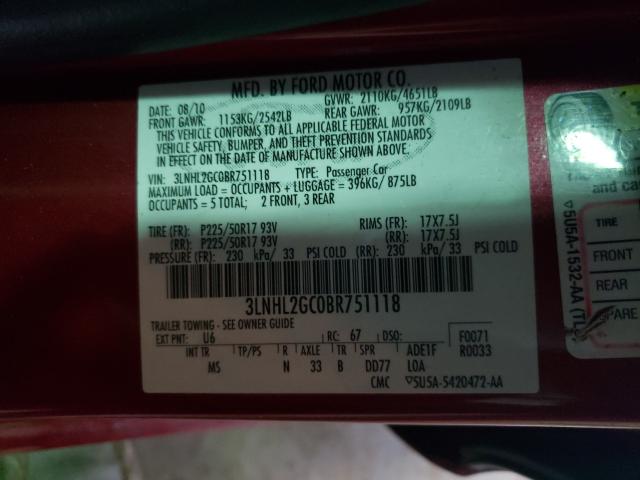 MFD. BY FORD MOTOR CO.
DATE: 08/10 GVWR: 2110KG/4651LB
FRONT GAWR: 1153KG/2542LB REAR GAWR: 957KG/2109LB
THIS VEHICLE CONFORMS TO ALL APPLICABLE FEDERAL MOTOR
VEHICLE SAFETY, BUMPER, AND THEFT PREVENTION STANDARDS
IN EFFECT ON THE DATE OF MANUFACTURE SHOWN ABOVE.
VIN: 3LNHL2GC0BR751118 TYPE: Passenger Car
MAXIMUM LOAD = OCCUPANTS + LUGGAGE = 396KG/ 875LB
OCCUPANTS = 5 TOTAL; 2 FRONT, 3 REAR
TIRE (FR): P225/50R17 93V RIMS (FR): 17X7.5J
(RR): P225/50R17 93V (RR): 17X7.5J
PRESSURE (FR): 230 kPa/ 33 PSI COLD (RR): 230 kPa/ 33 PSI COLD
3LNHL2GC0BR751118
TRAILER TOWING - SEE OWNER GUIDE
EXT PNT: U6 RC: 67 DSO: F0071
INT TR TP/PS R AXLE TR SPR ADE1F R0033
MS N 33 B DD77 L0A
CMC ▽5U5A-5420472-AA
The
and ca
TIRE
FRONT
REAR
▽5U5A-1532-AA (TL